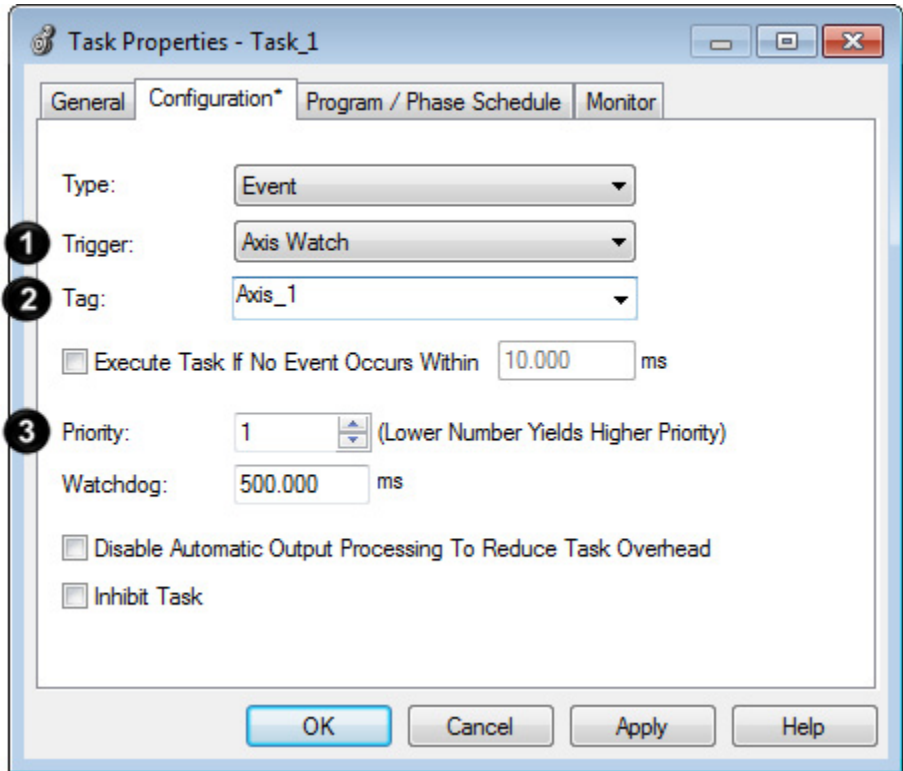 Task Properties - Task_1
General Configuration* Program / Phase Schedule Monitor
Type: Event
1 Trigger: Axis Watch
2 Tag: Axis_1
Execute Task If No Event Occurs Within 10.000 ms
3 Priority: 1 (Lower Number Yields Higher Priority)
Watchdog: 500.000 ms
Disable Automatic Output Processing To Reduce Task Overhead
Inhibit Task
OK Cancel Apply Help